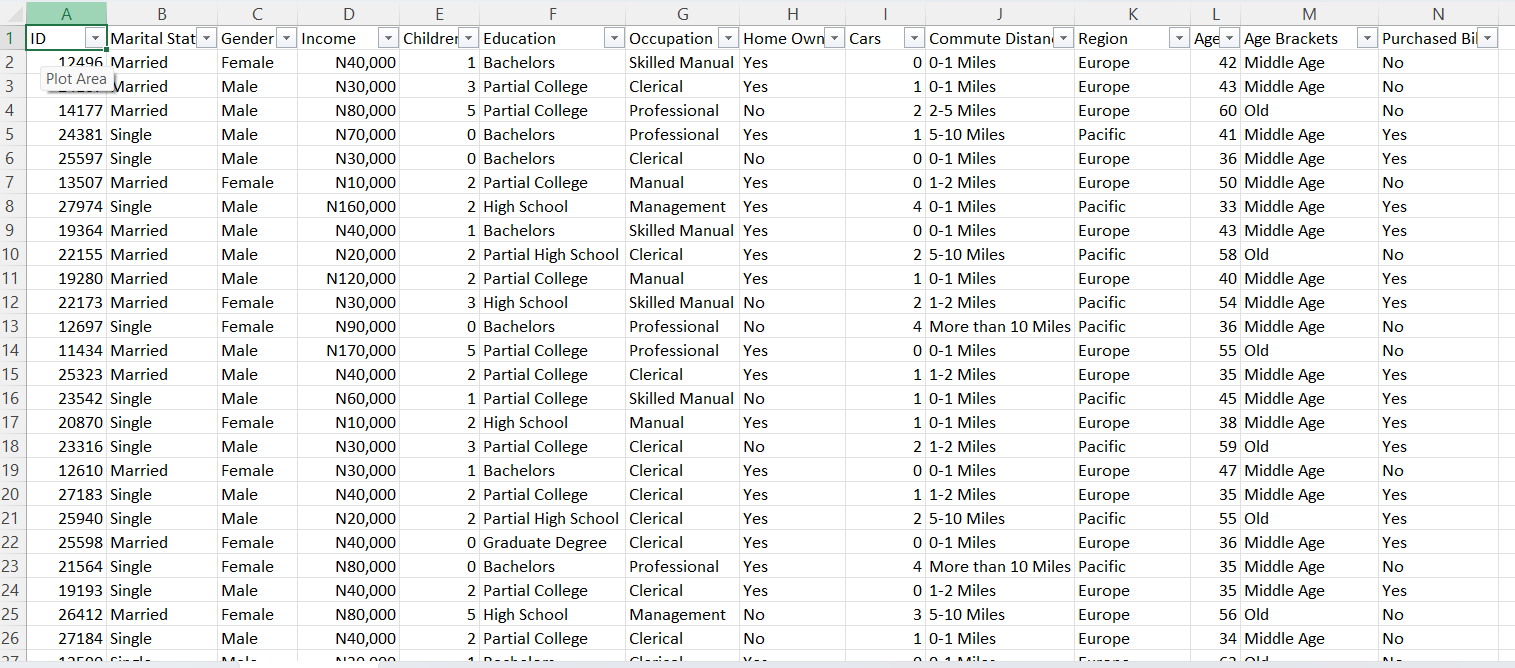 A B C D E F G H I J K L M N
1 ID Marital Stat Gender Income Children Education Occupation Home Own Cars Commute Distan Region Age Age Brackets Purchased Bi
2 12496 Married Female N40,000 1 Bachelors Skilled Manual Yes 0 0-1 Miles Europe 42 Middle Age No
Plot Area
3 Married Male N30,000 3 Partial College Clerical Yes 1 0-1 Miles Europe 43 Middle Age No
4 14177 Married Male N80,000 5 Partial College Professional No 2 2-5 Miles Europe 60 Old No
5 24381 Single Male N70,000 0 Bachelors Professional Yes 1 5-10 Miles Pacific 41 Middle Age Yes
6 25597 Single Male N30,000 0 Bachelors Clerical No 0 0-1 Miles Europe 36 Middle Age Yes
7 13507 Married Female N10,000 2 Partial College Manual Yes 0 1-2 Miles Europe 50 Middle Age No
8 27974 Single Male N160,000 2 High School Management Yes 4 0-1 Miles Pacific 33 Middle Age Yes
9 19364 Married Male N40,000 1 Bachelors Skilled Manual Yes 0 0-1 Miles Europe 43 Middle Age Yes
10 22155 Married Male N20,000 2 Partial High School Clerical Yes 2 5-10 Miles Pacific 58 Old No
11 19280 Married Male N120,000 2 Partial College Manual Yes 1 0-1 Miles Europe 40 Middle Age Yes
12 22173 Married Female N30,000 3 High School Skilled Manual No 2 1-2 Miles Pacific 54 Middle Age Yes
13 12697 Single Female N90,000 0 Bachelors Professional No 4 More than 10 Miles Pacific 36 Middle Age No
14 11434 Married Male N170,000 5 Partial College Professional Yes 0 0-1 Miles Europe 55 Old No
15 25323 Married Male N40,000 2 Partial College Clerical Yes 1 1-2 Miles Europe 35 Middle Age Yes
16 23542 Single Male N60,000 1 Partial College Skilled Manual No 1 0-1 Miles Pacific 45 Middle Age Yes
17 20870 Single Female N10,000 2 High School Manual Yes 1 0-1 Miles Europe 38 Middle Age Yes
18 23316 Single Male N30,000 3 Partial College Clerical No 2 1-2 Miles Pacific 59 Old Yes
19 12610 Married Female N30,000 1 Bachelors Clerical Yes 0 0-1 Miles Europe 47 Middle Age No
20 27183 Single Male N40,000 2 Partial College Clerical Yes 1 1-2 Miles Europe 35 Middle Age Yes
21 25940 Single Male N20,000 2 Partial High School Clerical Yes 2 5-10 Miles Pacific 55 Old Yes
22 25598 Married Female N40,000 0 Graduate Degree Clerical Yes 0 0-1 Miles Europe 36 Middle Age Yes
23 21564 Single Female N80,000 0 Bachelors Professional Yes 4 More than 10 Miles Pacific 35 Middle Age No
24 19193 Single Male N40,000 2 Partial College Clerical Yes 0 1-2 Miles Europe 35 Middle Age Yes
25 26412 Married Female N80,000 5 High School Management No 3 5-10 Miles Europe 56 Old No
26 27184 Single Male N40,000 2 Partial College Clerical No 1 0-1 Miles Europe 34 Middle Age No